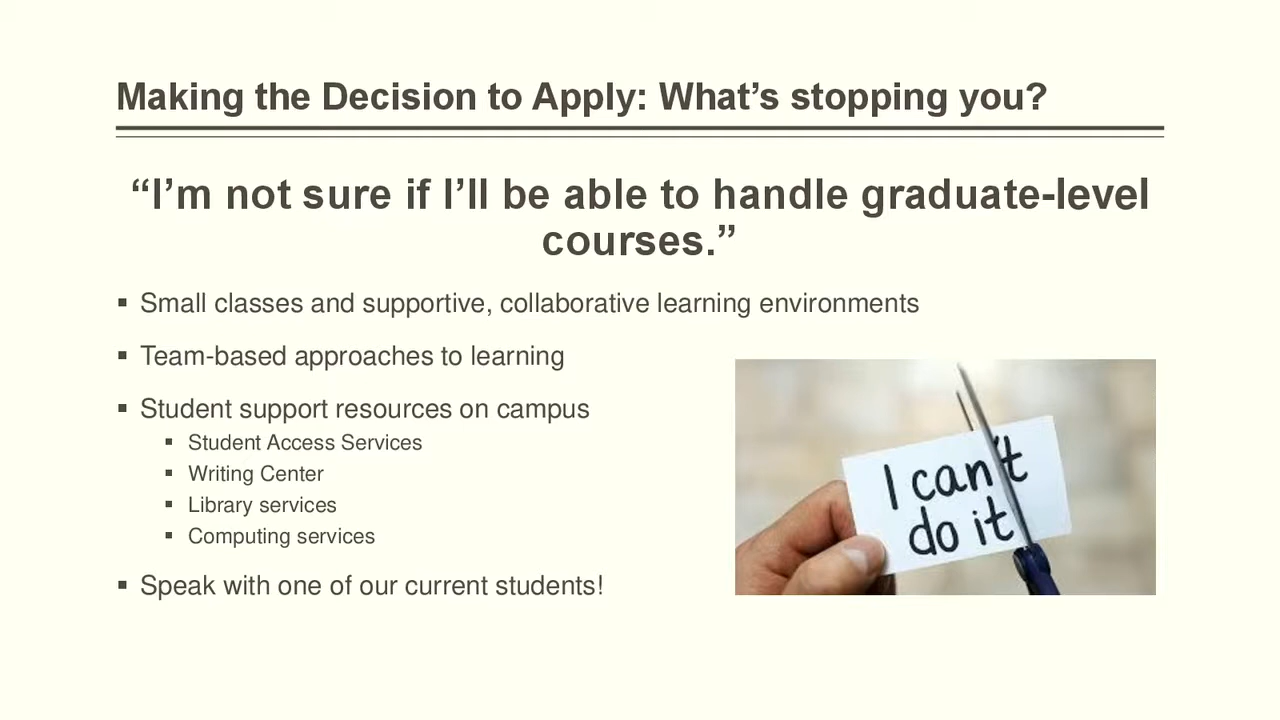 Making the Decision to Apply: What’s stopping you?
“I’m not sure if I’ll be able to handle graduate-level
courses.”
▪ Small classes and supportive, collaborative learning environments
▪ Team-based approaches to learning
▪ Student support resources on campus
▪ Student Access Services
▪ Writing Center
▪ Library services
▪ Computing services
▪ Speak with one of our current students!
I can't
do it